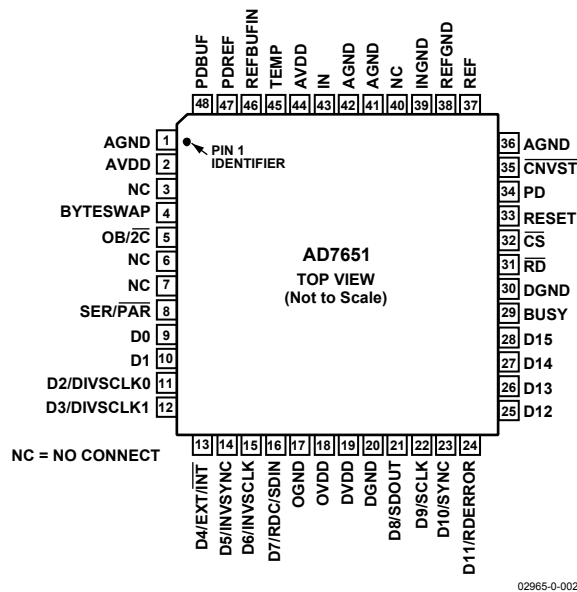 PDBUF
PDREF
REFBUFIN
TEMP
AVDD
IN
AGND
AGND
NC
INGND
REFGND
REF
48 47 46 45 44 43 42 41 40 39 38 37
AGND 1
AVDD 2
NC 3
BYTESWAP 4
OB/2C̅ 5
NC 6
NC 7
SER/P̅A̅R̅ 8
D0 9
D1 10
D2/DIVSCLK0 11
D3/DIVSCLK1 12
PIN 1
IDENTIFIER
AD7651
TOP VIEW
(Not to Scale)
36 AGND
35 C̅N̅V̅S̅T̅
34 PD
33 RESET
32 C̅S̅
31 R̅D̅
30 DGND
29 BUSY
28 D15
27 D14
26 D13
25 D12
NC = NO CONNECT
13 14 15 16 17 18 19 20 21 22 23 24
D4/EXT/I̅N̅T̅
D5/INVSYNC
D6/INVSCLK
D7/RDC/SDIN
OGND
OVDD
DVDD
DGND
D8/SDOUT
D9/SCLK
D10/SYNC
D11/RDERROR
02965-0-002